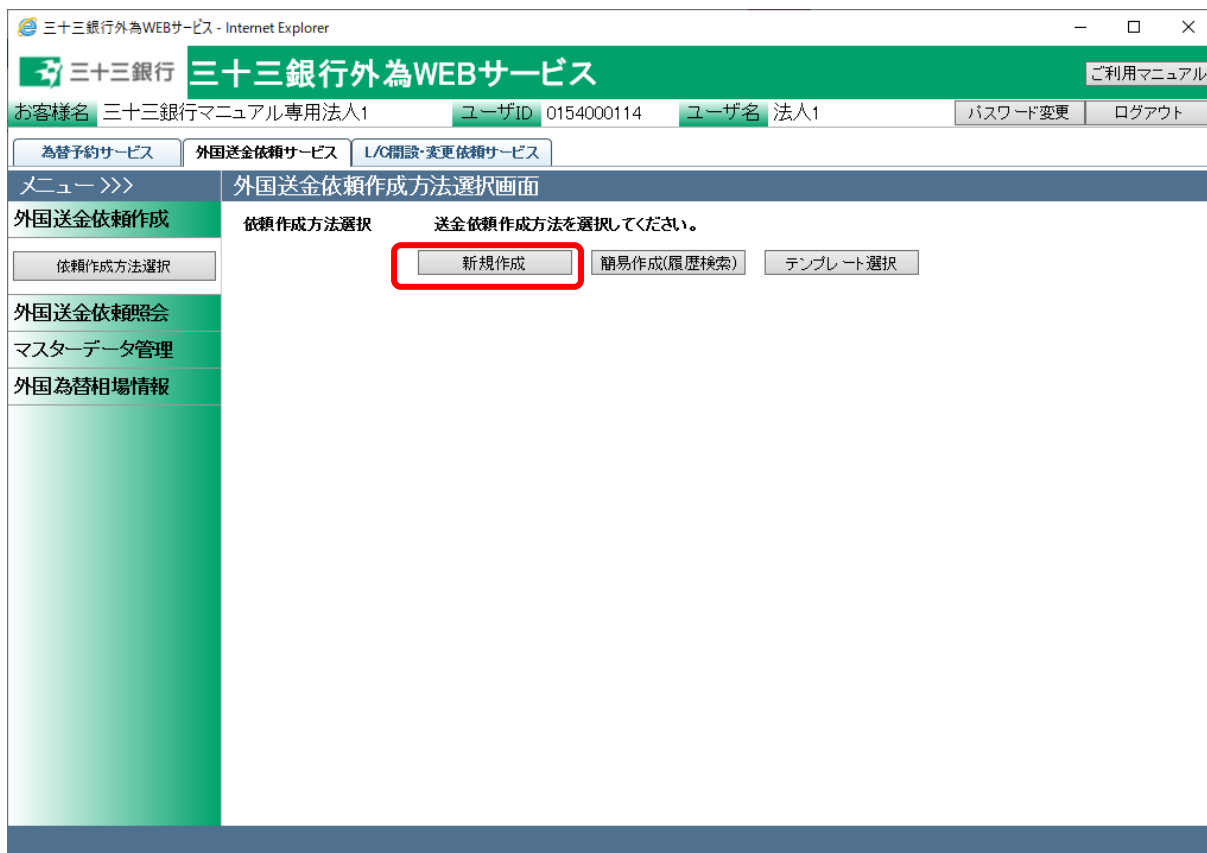 三十三銀行外為WEBサービス - Internet Explorer
三十三銀行 三十三銀行外為WEBサービス ご利用マニュアル
お客様名 三十三銀行マニュアル専用法人1 ユーザID 0154000114 ユーザ名 法人1 パスワード変更 ログアウト
為替予約サービス 外国送金依頼サービス L/C開設・変更依頼サービス
メニュー >>> 外国送金依頼作成方法選択画面
外国送金依頼作成 依頼作成方法選択 送金依頼作成方法を選択してください。
依頼作成方法選択 新規作成 簡易作成(履歴検索) テンプレート選択
外国送金依頼照会
マスターデータ管理
外国為替相場情報